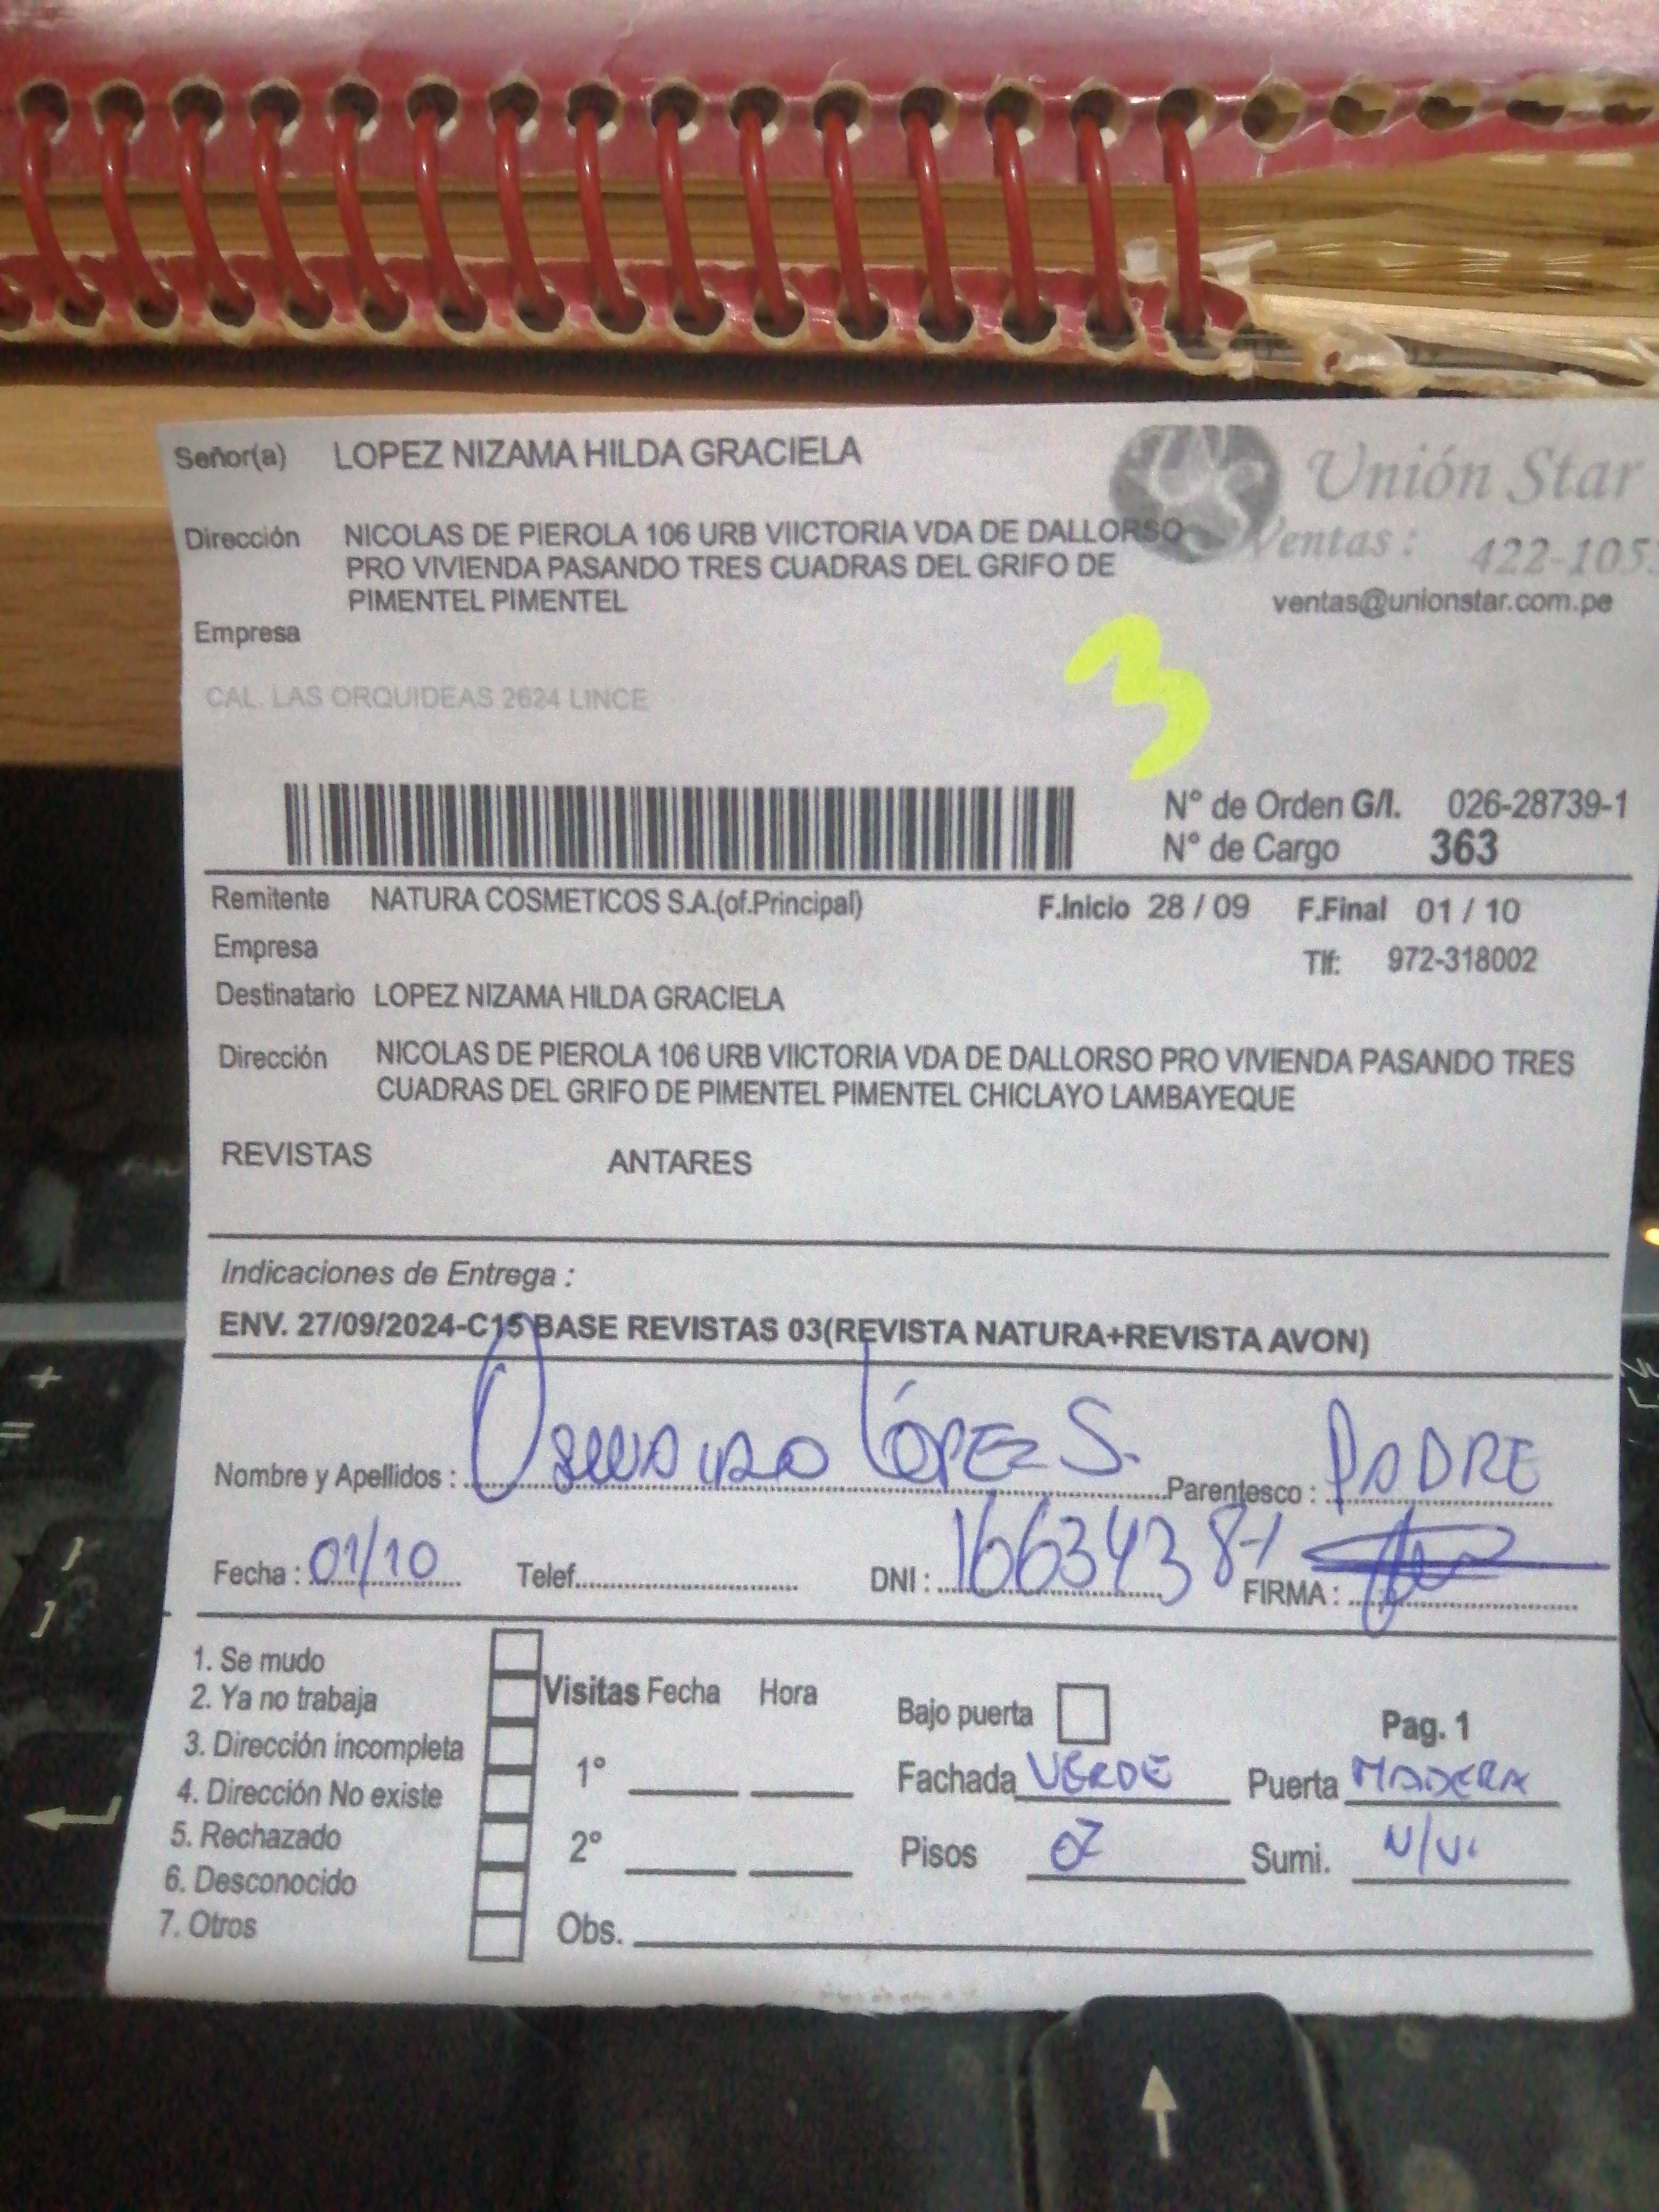 Señor(a) LOPEZ NIZAMA HILDA GRACIELA
Unión Star
Dirección NICOLAS DE PIEROLA 106 URB VIICTORIA VDA DE DALLORSO
PRO VIVIENDA PASANDO TRES CUADRAS DEL GRIFO DE
PIMENTEL PIMENTEL
Ventas : 422-105
ventas@unionstar.com.pe
Empresa
3
CAL. LAS ORQUIDEAS 2624 LINCE
N° de Orden G/I. 026-28739-1
N° de Cargo 363
Remitente NATURA COSMETICOS S.A.(of.Principal) F.Inicio 28 / 09 F.Final 01 / 10
Empresa Tlf: 972-318002
Destinatario LOPEZ NIZAMA HILDA GRACIELA
Dirección NICOLAS DE PIEROLA 106 URB VIICTORIA VDA DE DALLORSO PRO VIVIENDA PASANDO TRES
CUADRAS DEL GRIFO DE PIMENTEL PIMENTEL CHICLAYO LAMBAYEQUE
REVISTAS ANTARES
Indicaciones de Entrega :
ENV. 27/09/2024-C15 BASE REVISTAS 03(REVISTA NATURA+REVISTA AVON)
Nombre y Apellidos : LÓPEZ S. Parentesco : PADRE
Fecha : 01/10 Telef. DNI : 16634381 FIRMA :
1. Se mudo
2. Ya no trabaja
3. Dirección incompleta
4. Dirección No existe
5. Rechazado
6. Desconocido
7. Otros
Visitas Fecha Hora
1°
2°
Obs.
Bajo puerta Pag. 1
Fachada VERDE Puerta MADERA
Pisos 02 Sumi. N/V.